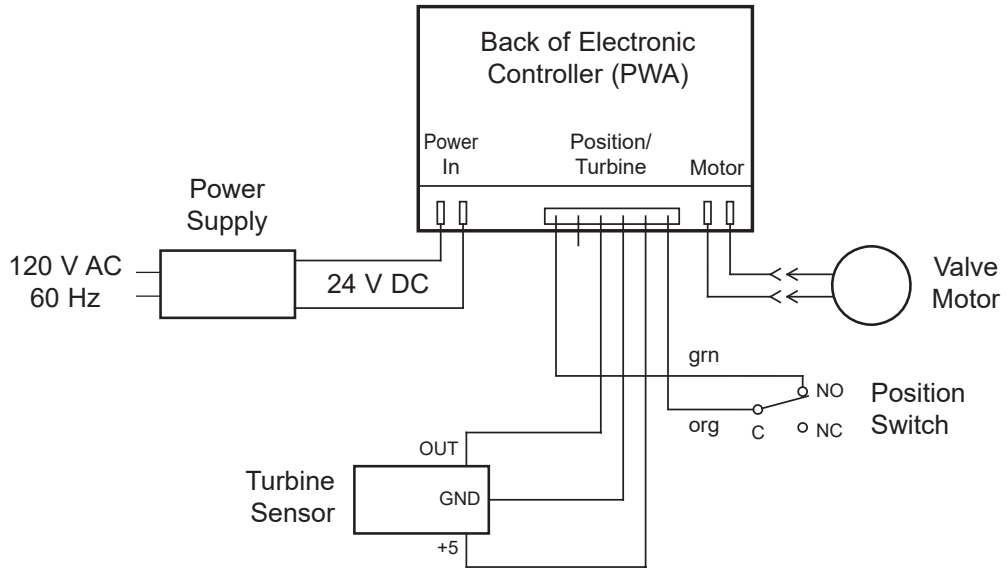 Back of Electronic
Controller (PWA)
Power
In
Position/
Turbine
Motor
Power
Supply
120 V AC
60 Hz
24 V DC
Valve
Motor
grn
NO
Position
Switch
org
C
NC
OUT
Turbine
Sensor
GND
+5